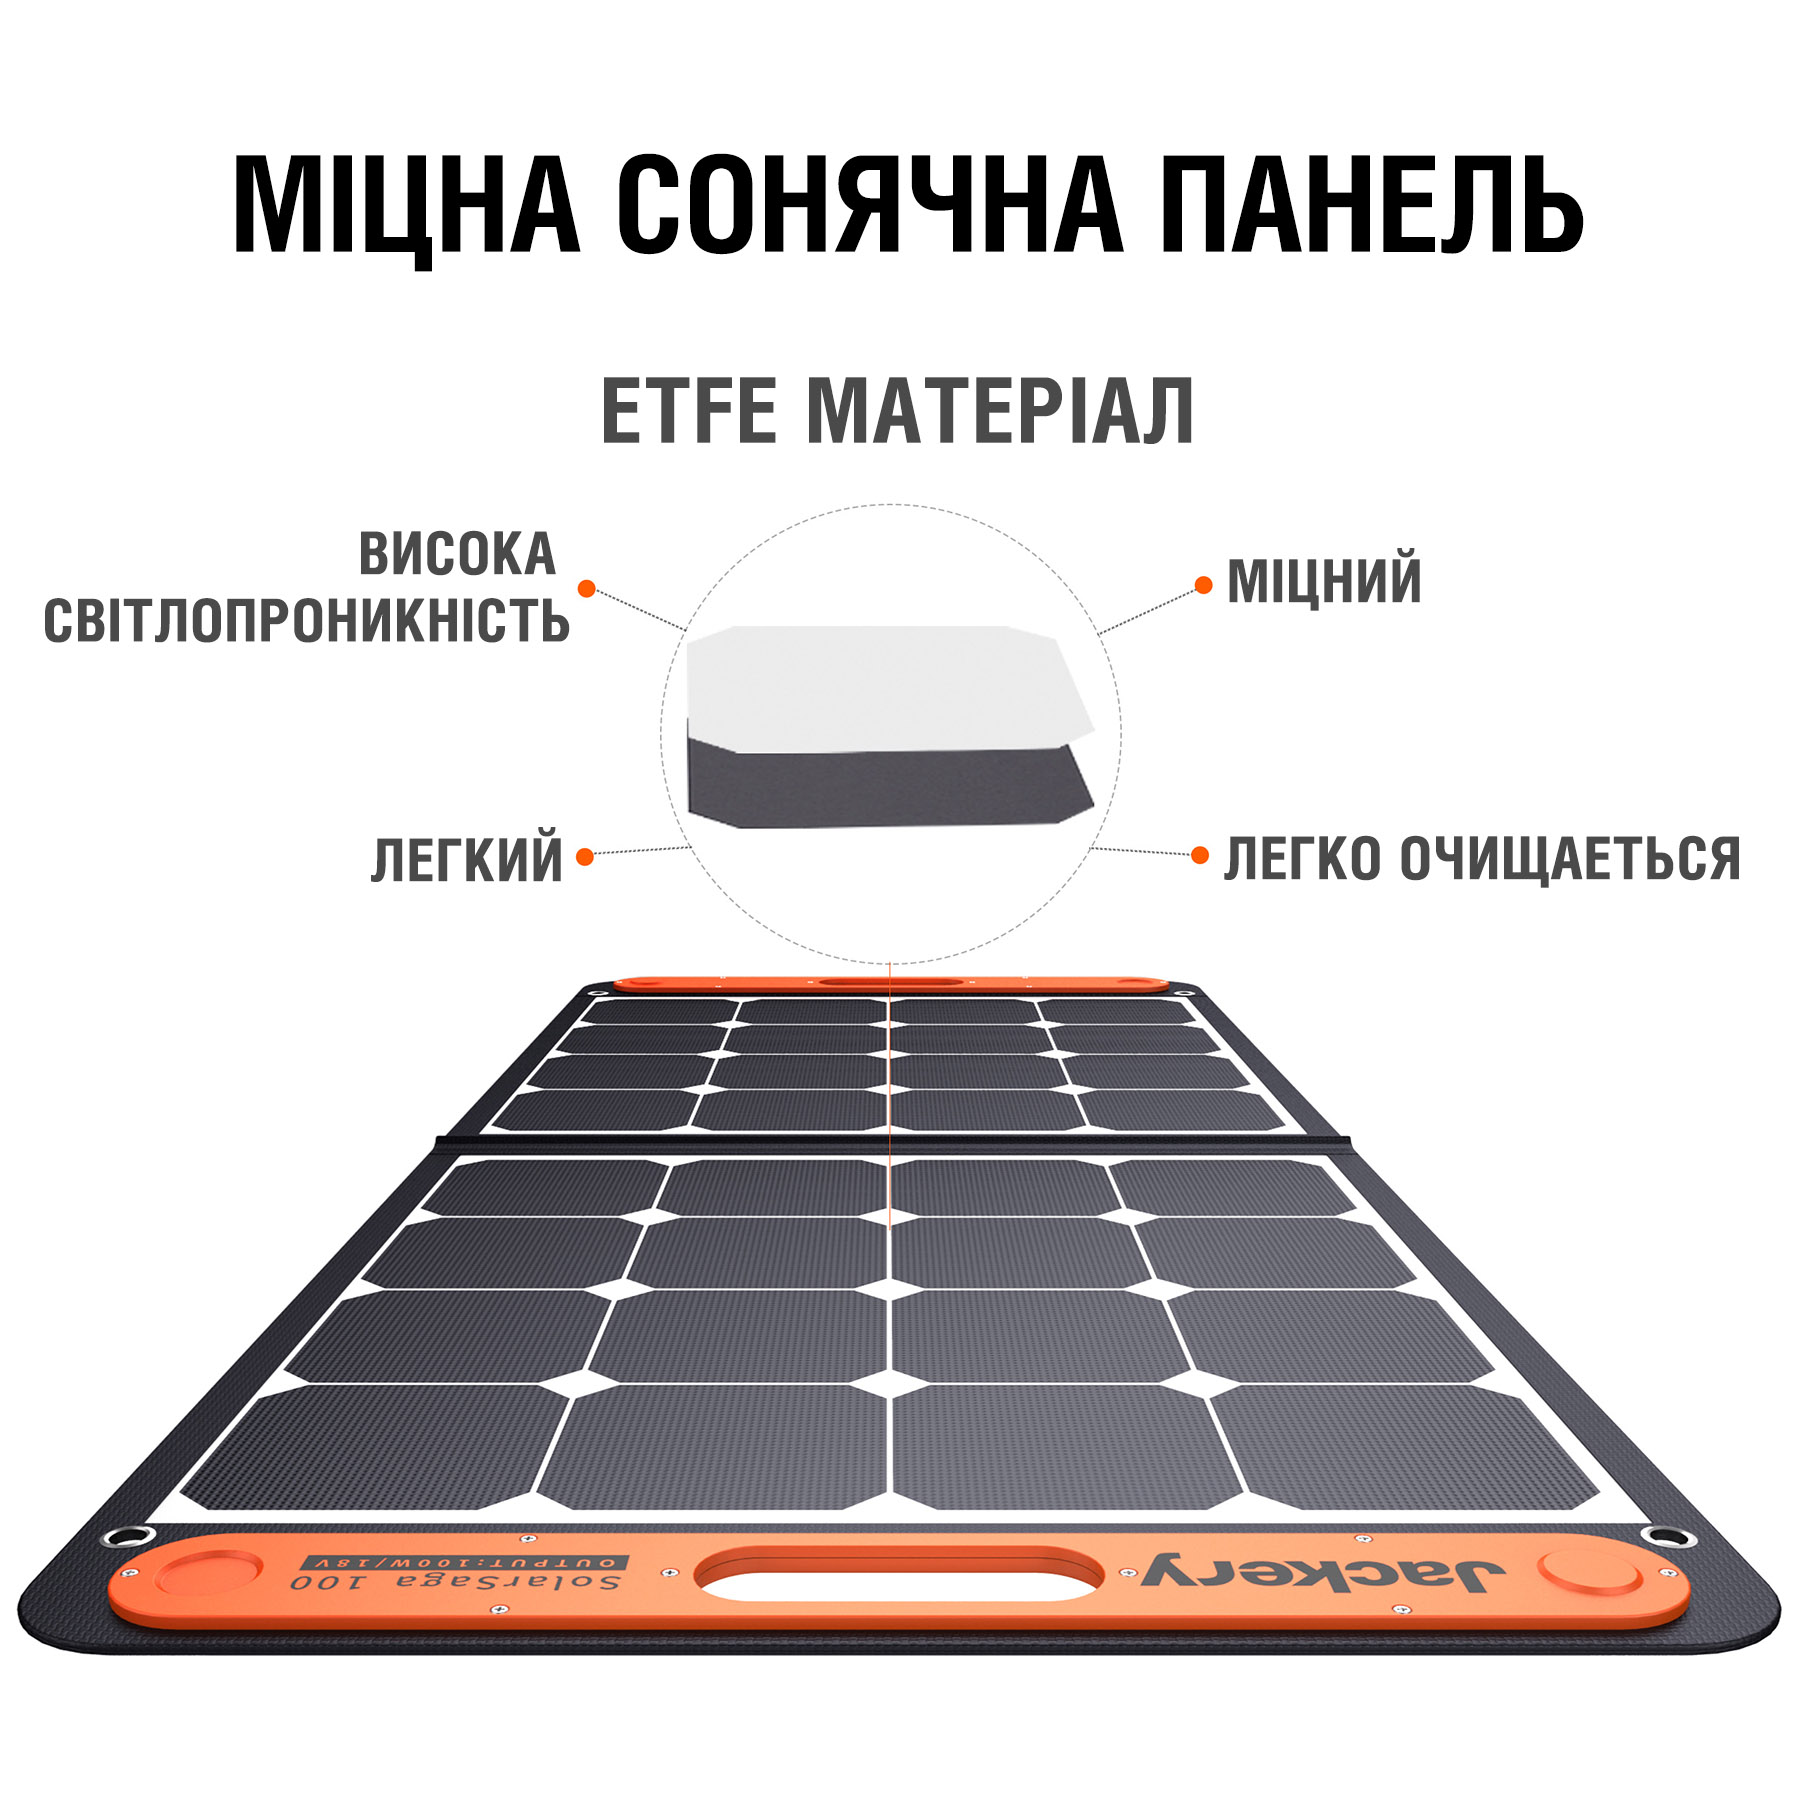 МІЦНА СОНЯЧНА ПАНЕЛЬ
ETFE МАТЕРІАЛ
ВИСОКА
СВІТЛОПРОНИКНІСТЬ
МІЦНИЙ
ЛЕГКИЙ
ЛЕГКО ОЧИЩАЕТЬСЯ
Jackery
SolarSaga 100
OUTPUT:100W/18V